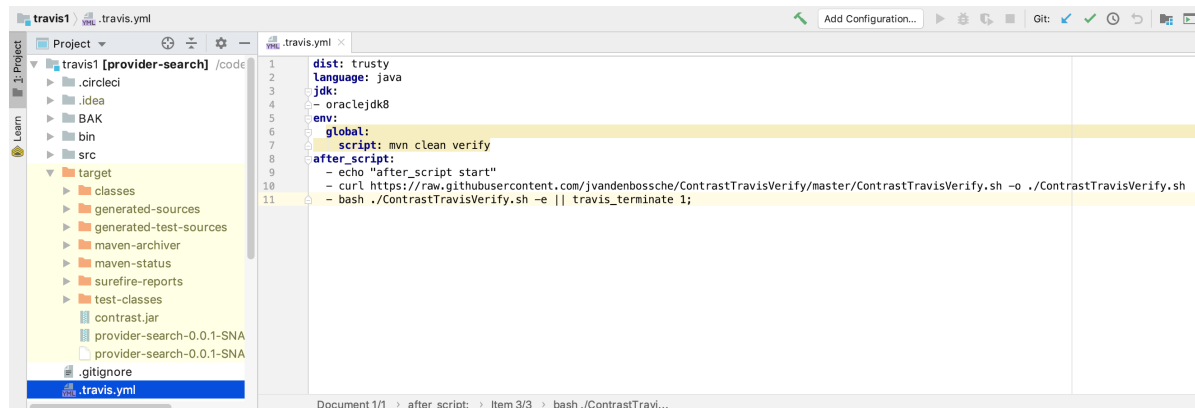 travis1 .travis.yml
Add Configuration... Git:
1: Project
Learn
Project
travis1 [provider-search] /code
.circleci
.idea
BAK
bin
src
target
classes
generated-sources
generated-test-sources
maven-archiver
maven-status
surefire-reports
test-classes
contrast.jar
provider-search-0.0.1-SNA
provider-search-0.0.1-SNA
.gitignore
.travis.yml
.travis.yml
1 dist: trusty
2 language: java
3 jdk:
4 - oraclejdk8
5 env:
6 global:
7 script: mvn clean verify
8 after_script:
9 - echo "after_script start"
10 - curl https://raw.githubusercontent.com/jvandenbossche/ContrastTravisVerify/master/ContrastTravisVerify.sh -o ./ContrastTravisVerify.sh
11 - bash ./ContrastTravisVerify.sh -e || travis_terminate 1;
Document 1/1 › after_script: › Item 3/3 › bash ./ContrastTravi...